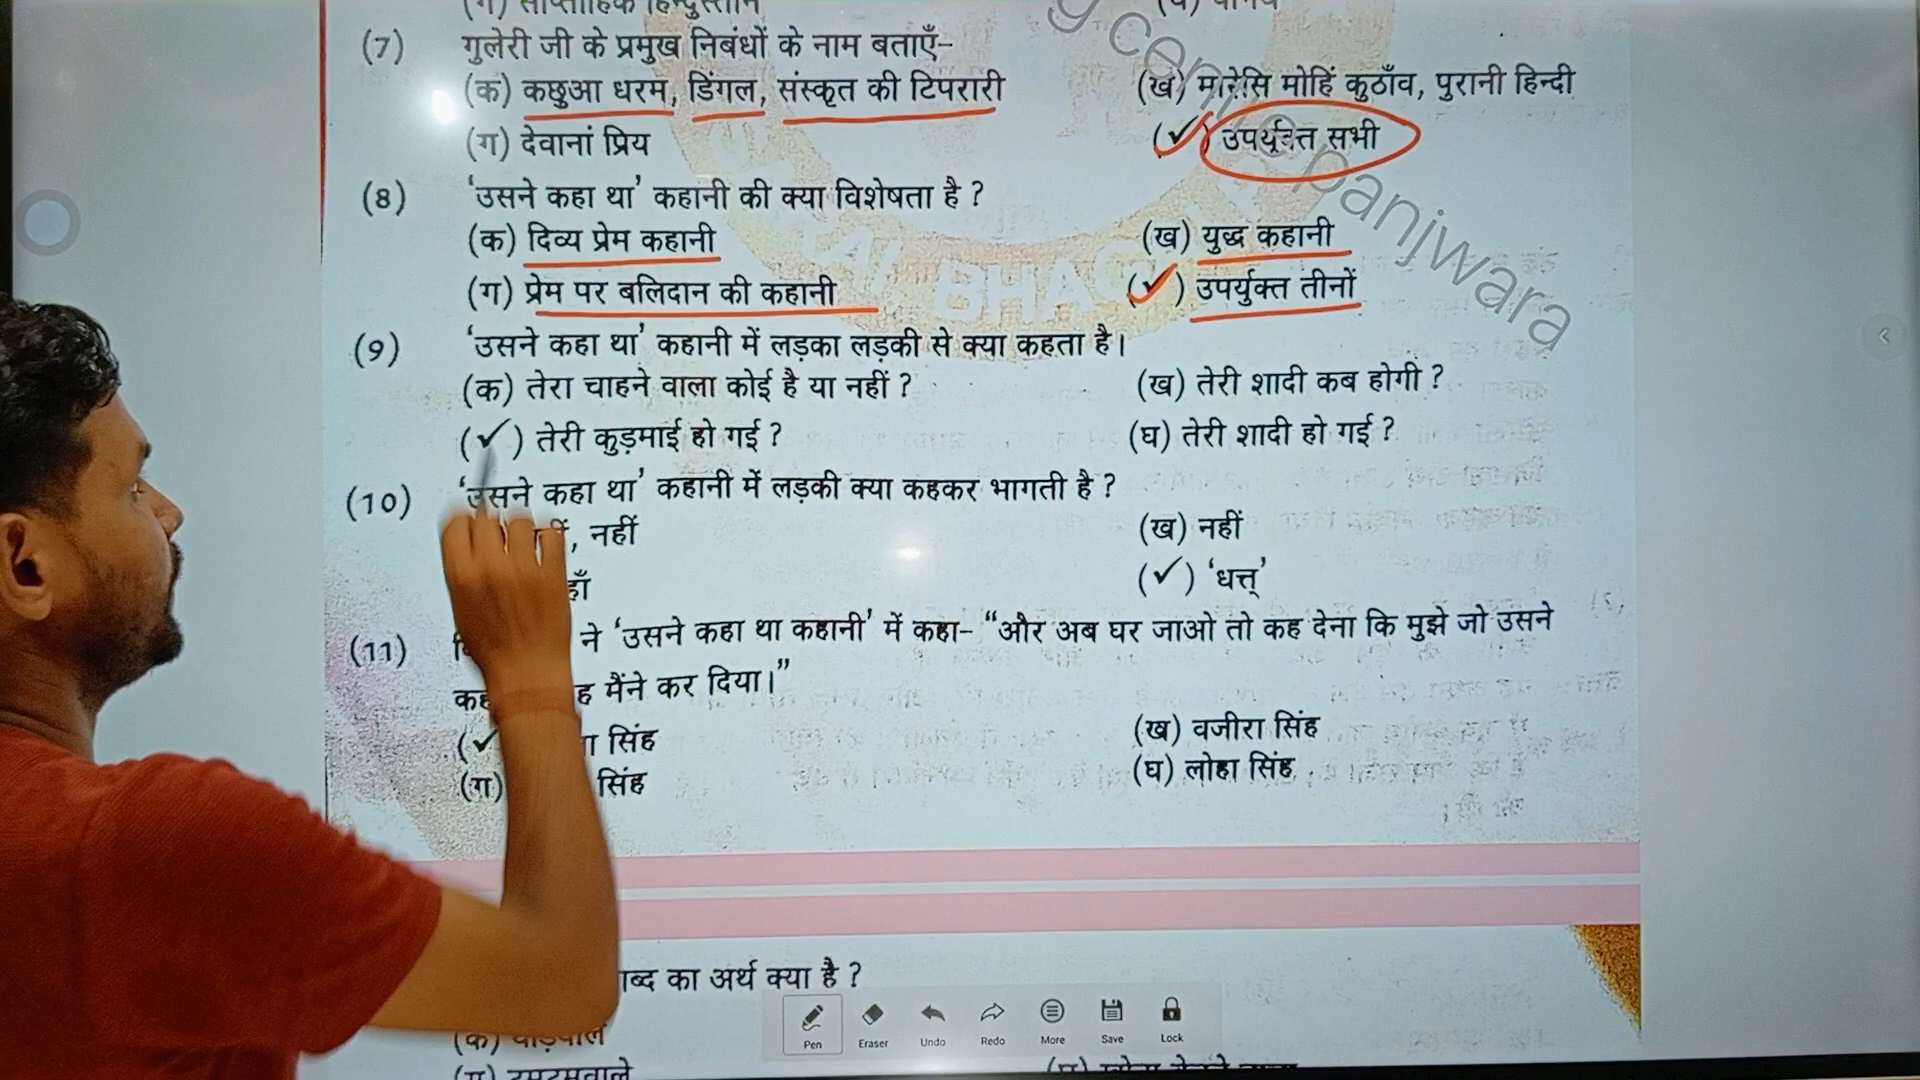 (ग) साप्ताहिक हिन्दुस्तान
(7) गुलेरी जी के प्रमुख निबंधों के नाम बताएँ–
(क) कछुआ धरम, डिंगल, संस्कृत की टिपरारी (ख) मारेसि मोहिं कुठाँव, पुरानी हिन्दी
(ग) देवानां प्रिय (✓) उपर्युक्त सभी
(8) 'उसने कहा था' कहानी की क्या विशेषता है ?
(क) दिव्य प्रेम कहानी (ख) युद्ध कहानी
(ग) प्रेम पर बलिदान की कहानी (✓) उपर्युक्त तीनों
(9) 'उसने कहा था' कहानी में लड़का लड़की से क्या कहता है।
(क) तेरा चाहने वाला कोई है या नहीं ? (ख) तेरी शादी कब होगी ?
(✓) तेरी कुड़माई हो गई ? (घ) तेरी शादी हो गई ?
(10) 'उसने कहा था' कहानी में लड़की क्या कहकर भागती है ?
नहीं (ख) नहीं
हाँ (✓) 'धत्त्'
(11) ने 'उसने कहा था कहानी' में कहा– "और अब घर जाओ तो कह देना कि मुझे जो उसने
मैंने कर दिया।"
(✓ सिंह (ख) वजीरा सिंह
(ग) सिंह (घ) लोहा सिंह
का अर्थ क्या है ?
(क)
(ग) टमटमवाले
panjwara
BHAG
Pen Eraser Undo Redo More Save Lock